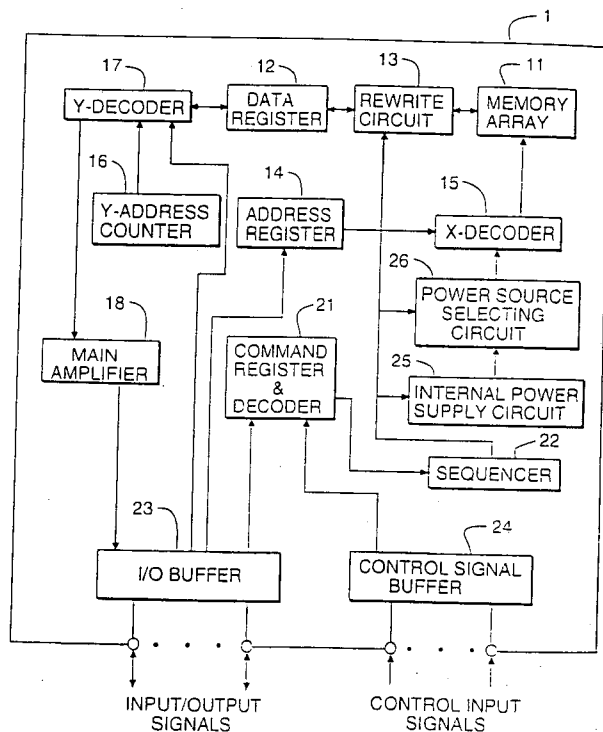 1
17
12
13
11
Y-DECODER
DATA
REGISTER
REWRITE
CIRCUIT
MEMORY
ARRAY
16
14
15
Y-ADDRESS
COUNTER
ADDRESS
REGISTER
X-DECODER
26
18
21
POWER SOURCE
SELECTING
CIRCUIT
MAIN
AMPLIFIER
COMMAND
REGISTER
&
DECODER
25
INTERNAL POWER
SUPPLY CIRCUIT
22
SEQUENCER
23
24
I/O BUFFER
CONTROL SIGNAL
BUFFER
INPUT/OUTPUT
SIGNALS
CONTROL INPUT
SIGNALS